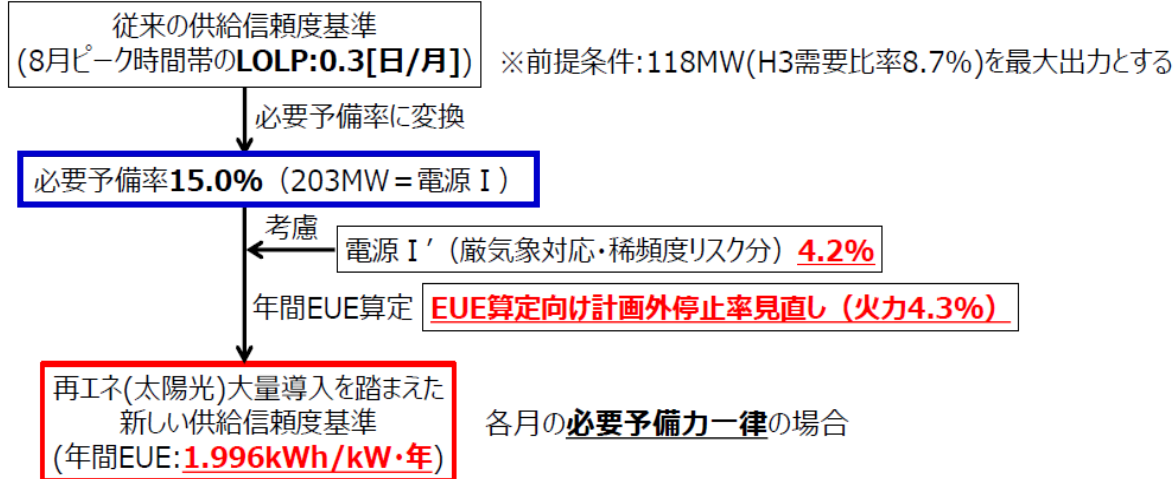 従来の供給信頼度基準
(8月ピーク時間帯のLOLP:0.3[日/月])
※前提条件:118MW(H3需要比率8.7%)を最大出力とする
必要予備率に変換
必要予備率15.0%（203MW=電源Ⅰ）
考慮
電源Ⅰ′（厳気象対応・稀頻度リスク分）4.2%
年間EUE算定
EUE算定向け計画外停止率見直し（火力4.3%）
再エネ(太陽光)大量導入を踏まえた
新しい供給信頼度基準
(年間EUE:1.996kWh/kW・年)
各月の必要予備力一律の場合